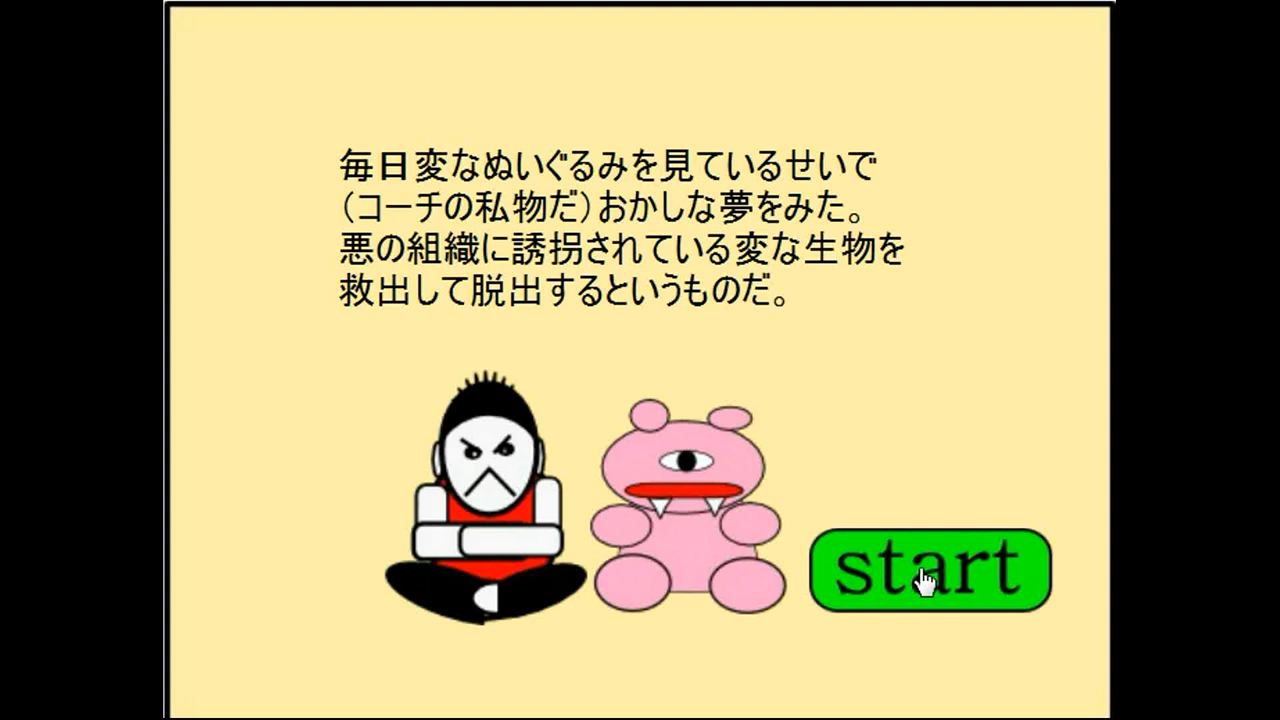 毎日変なぬいぐるみを見ているせいで
（コーチの私物だ）おかしな夢をみた。
悪の組織に誘拐されている変な生物を
救出して脱出するというものだ。
start